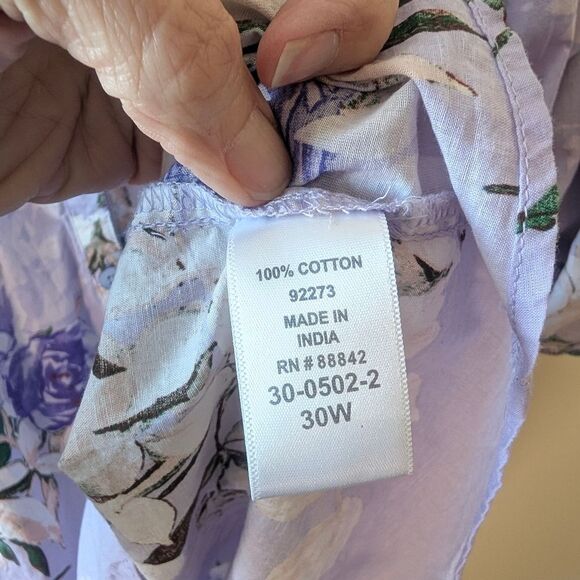 100% COTTON
92273
MADE IN
INDIA
RN # 88842
30-0502-2
30W